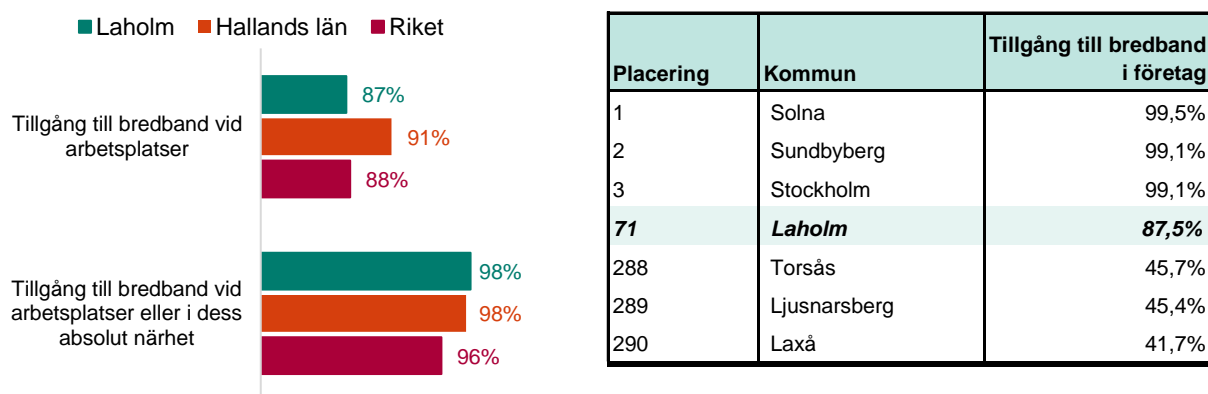 Laholm Hallands län Riket
Tillgång till bredband vid
arbetsplatser
87%
91%
88%
Tillgång till bredband vid
arbetsplatser eller i dess
absolut närhet
98%
98%
96%
Placering Kommun Tillgång till bredband i företag
1 Solna 99,5%
2 Sundbyberg 99,1%
3 Stockholm 99,1%
71 Laholm 87,5%
288 Torsås 45,7%
289 Ljusnarsberg 45,4%
290 Laxå 41,7%